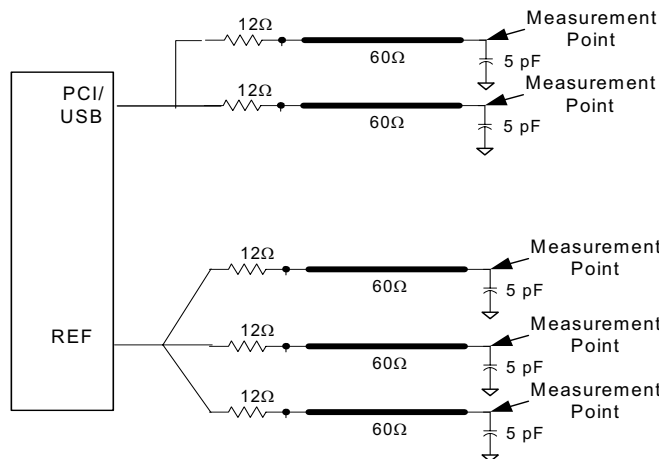 12Ω
Measurement
Point
60Ω
5 pF
PCI/
USB
12Ω
Measurement
Point
60Ω
5 pF
12Ω
Measurement
Point
60Ω
5 pF
REF
12Ω
Measurement
Point
60Ω
5 pF
12Ω
Measurement
Point
60Ω
5 pF